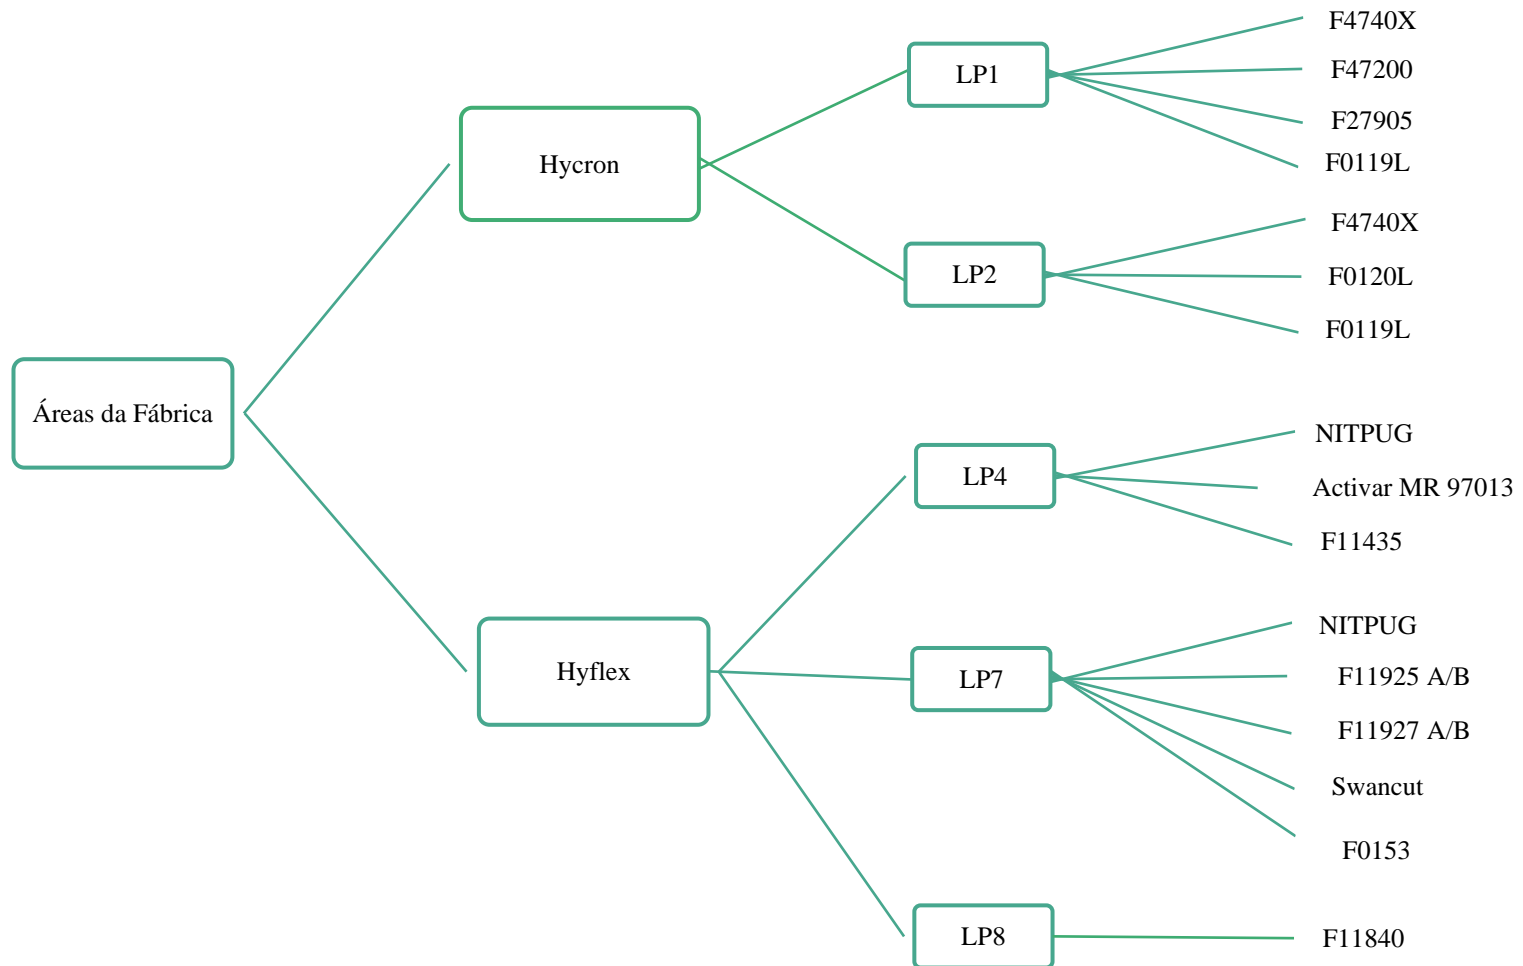 Áreas da Fábrica
Hycron
LP1
F4740X
F47200
F27905
F0119L
LP2
F4740X
F0120L
F0119L
Hyflex
LP4
NITPUG
Activar MR 97013
F11435
LP7
NITPUG
F11925 A/B
F11927 A/B
Swancut
F0153
LP8
F11840